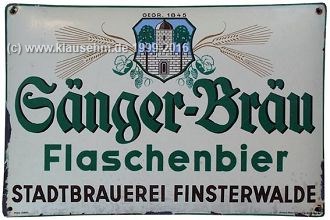 GEGR. 1845
(c) www.klausehm.de 1999-2016
Sänger-Bräu
Flaschenbier
STADTBRAUEREI FINSTERWALDE